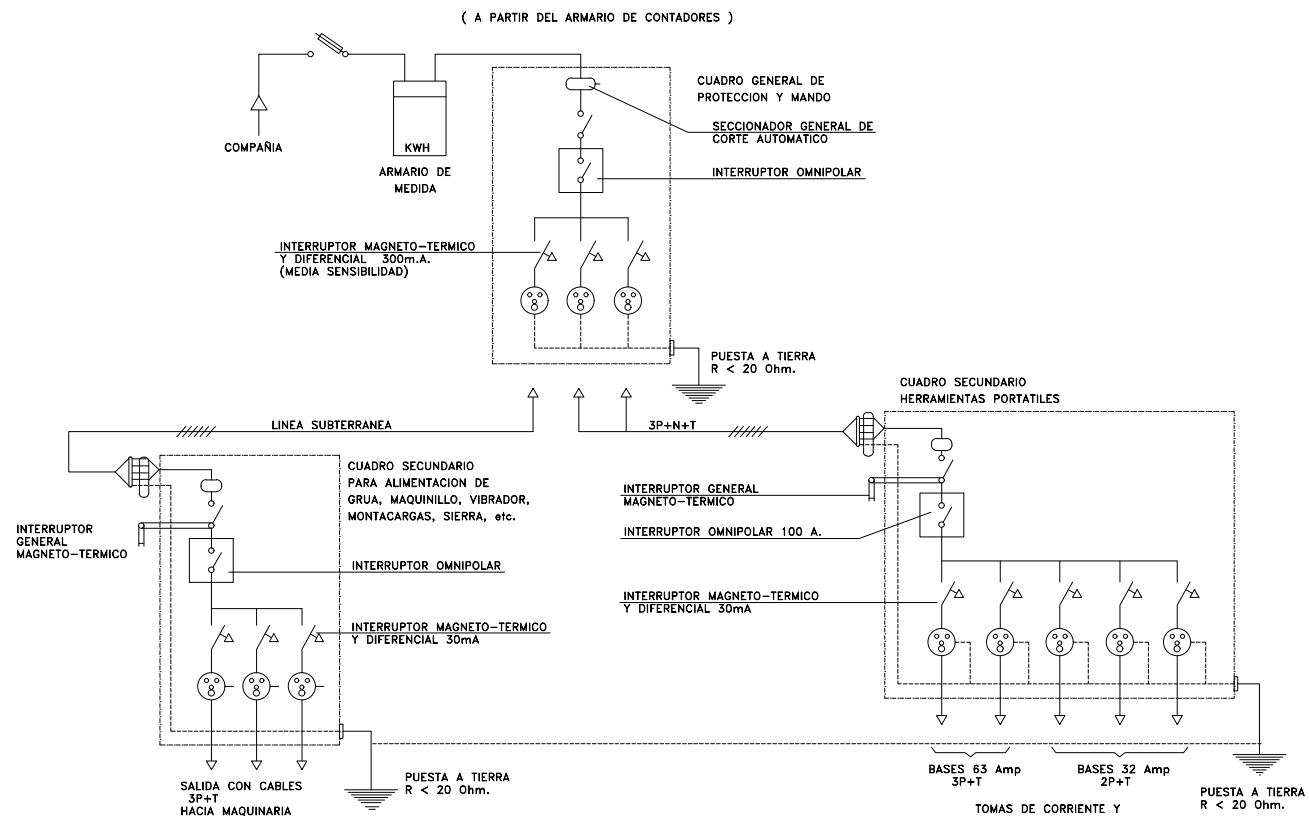 ( A PARTIR DEL ARMARIO DE CONTADORES )
CUADRO GENERAL DE
PROTECCION Y MANDO
SECCIONADOR GENERAL DE
CORTE AUTOMATICO
COMPAÑIA
KWH
ARMARIO DE
MEDIDA
INTERRUPTOR OMNIPOLAR
INTERRUPTOR MAGNETO-TERMICO
Y DIFERENCIAL 300m.A.
(MEDIA SENSIBILIDAD)
PUESTA A TIERRA
R < 20 Ohm.
CUADRO SECUNDARIO
HERRAMIENTAS PORTATILES
LINEA SUBTERRANEA
3P+N+T
CUADRO SECUNDARIO
PARA ALIMENTACION DE
GRUA, MAQUINILLO, VIBRADOR,
MONTACARGAS, SIERRA, etc.
INTERRUPTOR GENERAL
MAGNETO-TERMICO
INTERRUPTOR
GENERAL
MAGNETO-TERMICO
INTERRUPTOR OMNIPOLAR 100 A.
INTERRUPTOR OMNIPOLAR
INTERRUPTOR MAGNETO-TERMICO
Y DIFERENCIAL 30mA
INTERRUPTOR MAGNETO-TERMICO
Y DIFERENCIAL 30mA
SALIDA CON CABLES
3P+T
HACIA MAQUINARIA
PUESTA A TIERRA
R < 20 Ohm.
BASES 63 Amp
3P+T
BASES 32 Amp
2P+T
TOMAS DE CORRIENTE Y
PUESTA A TIERRA
R < 20 Ohm.